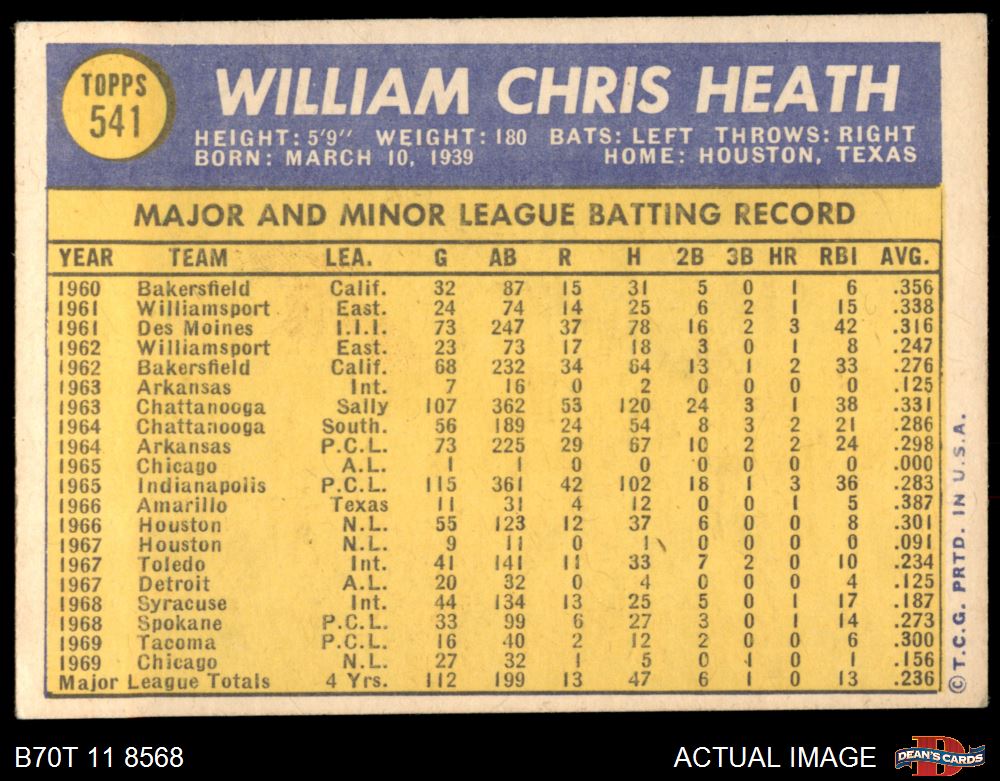 TOPPS
541
WILLIAM CHRIS HEATH
HEIGHT: 5'9" WEIGHT: 180 BATS: LEFT THROWS: RIGHT
BORN: MARCH 10, 1939 HOME: HOUSTON, TEXAS
MAJOR AND MINOR LEAGUE BATTING RECORD
YEAR TEAM LEA. G AB R H 2B 3B HR RBI AVG.
1960 Bakersfield Calif. 32 87 15 31 5 0 1 6 .356
1961 Williamsport East. 24 74 14 25 6 2 1 15 .338
1961 Des Moines I.I.I. 73 247 37 78 16 2 3 42 .316
1962 Williamsport East. 23 73 17 18 3 0 1 8 .247
1962 Bakersfield Calif. 68 232 34 64 13 1 2 33 .276
1963 Arkansas Int. 7 16 0 2 0 0 0 0 .125
1963 Chattanooga Sally 107 362 53 120 24 3 1 38 .331
1964 Chattanooga South. 56 189 24 54 8 3 2 21 .286
1964 Arkansas P.C.L. 73 225 29 67 10 2 2 24 .298
1965 Chicago A.L. 1 1 0 0 0 0 0 0 .000
1965 Indianapolis P.C.L. 115 361 42 102 18 1 3 36 .283
1966 Amarillo Texas 11 31 4 12 0 0 1 5 .387
1966 Houston N.L. 55 123 12 37 6 0 0 8 .301
1967 Houston N.L. 9 11 0 1 0 0 0 0 .091
1967 Toledo Int. 41 141 11 33 7 2 0 10 .234
1967 Detroit A.L. 20 32 0 4 0 0 0 4 .125
1968 Syracuse Int. 44 134 13 25 5 0 1 17 .187
1968 Spokane P.C.L. 33 99 6 27 3 0 1 14 .273
1969 Tacoma P.C.L. 16 40 2 12 2 0 0 6 .300
1969 Chicago N.L. 27 32 1 5 0 1 0 1 .156
Major League Totals 4 Yrs. 112 199 13 47 6 1 0 13 .236
© T.C.G. PRTD. IN U.S.A.
B70T 11 8568
ACTUAL IMAGE
D
DEAN'S CARDS